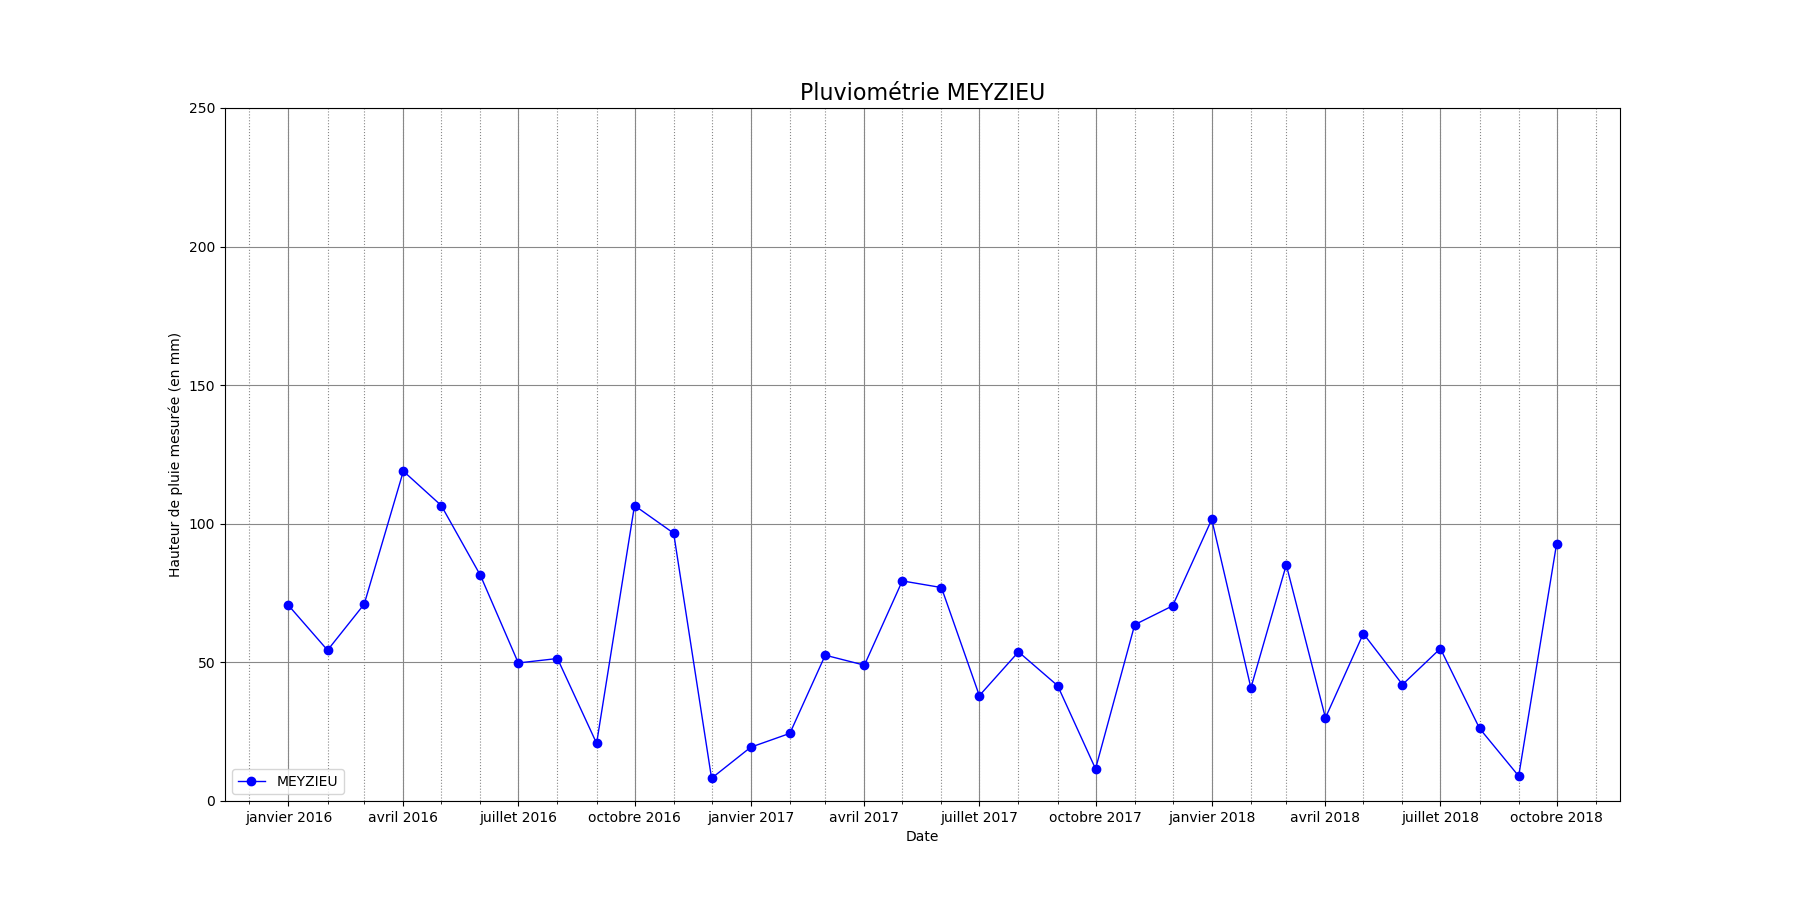 Pluviométrie MEYZIEU
250
200
150
100
50
0
Hauteur de pluie mesurée (en mm)
MEYZIEU
janvier 2016 avril 2016 juillet 2016 octobre 2016 janvier 2017 avril 2017 juillet 2017 octobre 2017 janvier 2018 avril 2018 juillet 2018 octobre 2018
Date